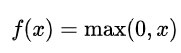 f(x) = max(0, x)